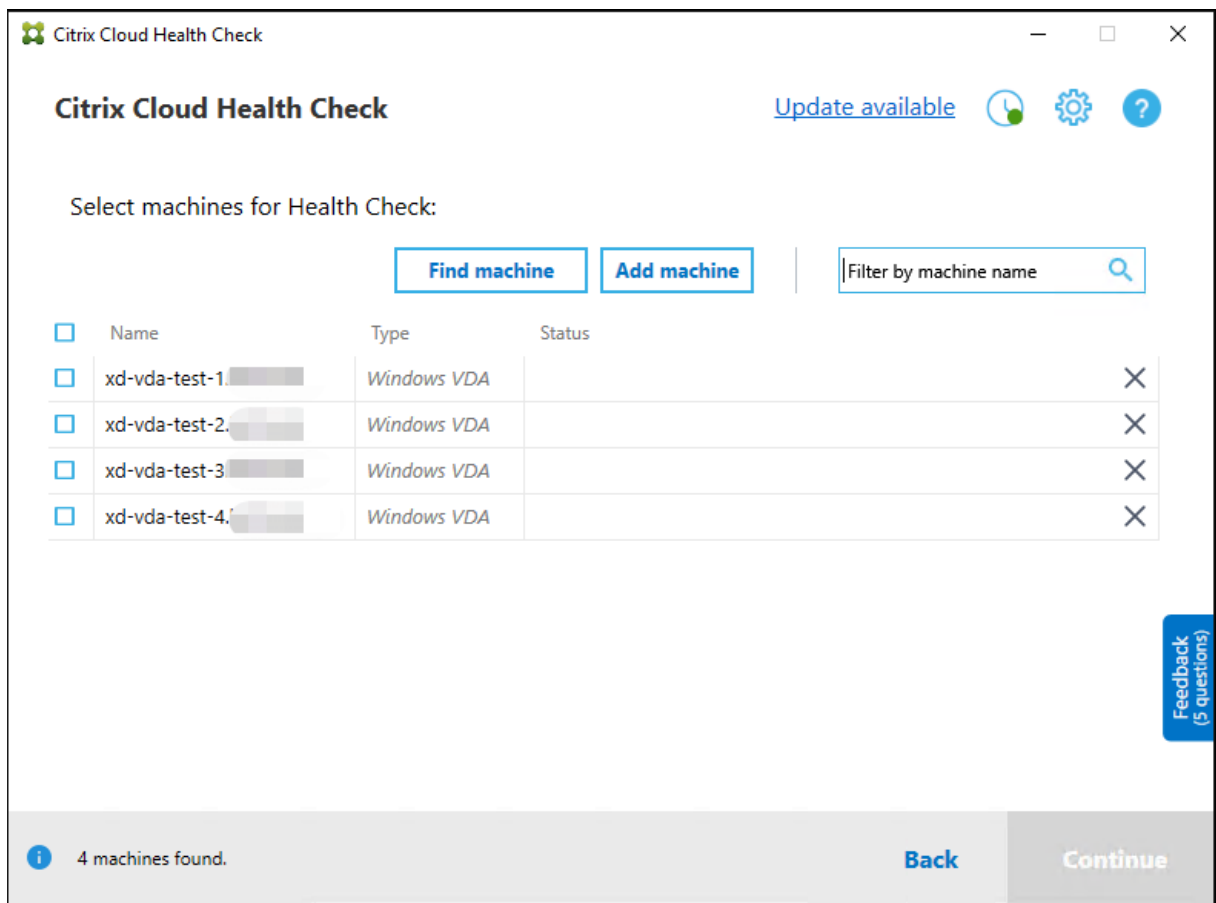 Citrix Cloud Health Check
Citrix Cloud Health Check
Update available
?
Select machines for Health Check:
Find machine Add machine Filter by machine name
Name Type Status
xd-vda-test-1. Windows VDA
xd-vda-test-2. Windows VDA
xd-vda-test-3 Windows VDA
xd-vda-test-4. Windows VDA
Feedback
(5 questions)
i 4 machines found. Back Continue